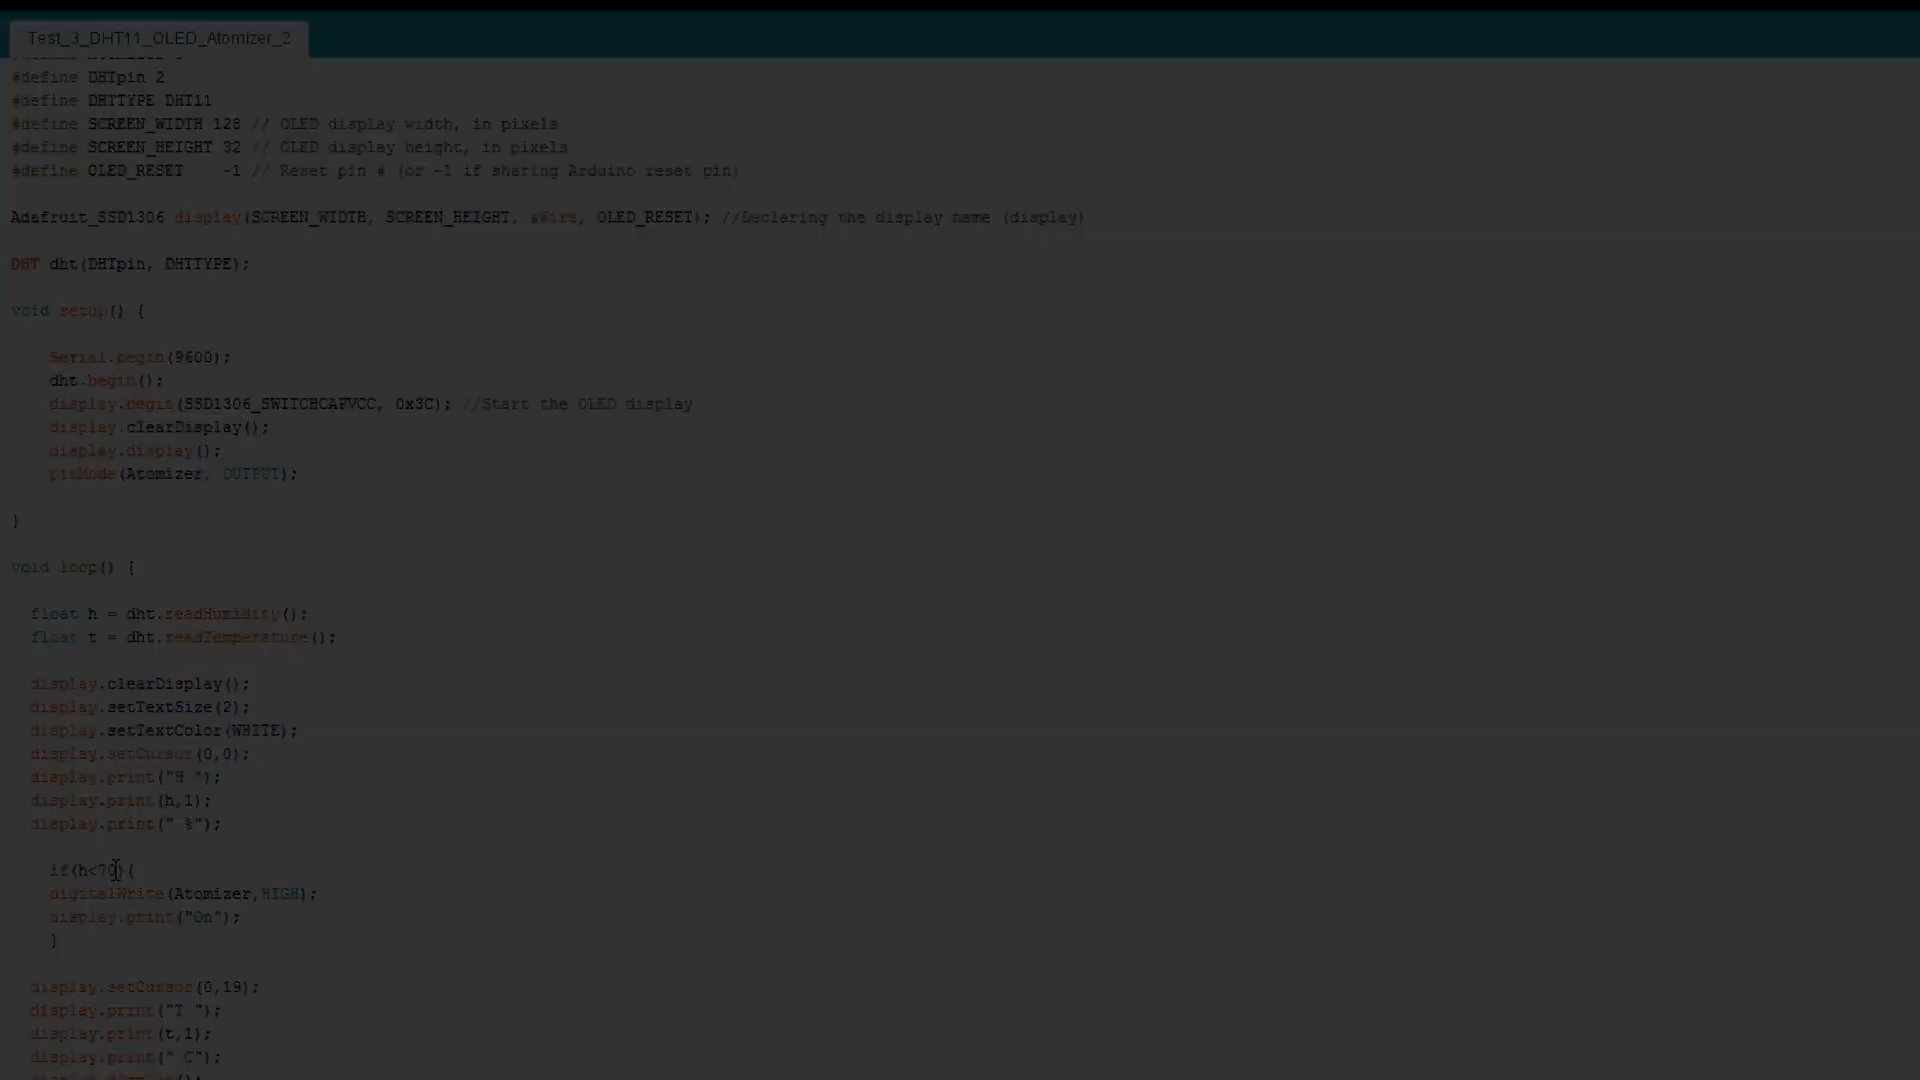 Test_3_DHT11_OLED_Atomizer_2
#define DHTpin 2
#define DHTTYPE DHT11
#define SCREEN_WIDTH 128 // OLED display width, in pixels
#define SCREEN_HEIGHT 32 // OLED display height, in pixels
#define OLED_RESET    -1 // Reset pin # (or -1 if sharing Arduino reset pin)
Adafruit_SSD1306 display(SCREEN_WIDTH, SCREEN_HEIGHT, &Wire, OLED_RESET); //Declaring the display name (display)
DHT dht(DHTpin, DHTTYPE);
void setup() {
Serial.begin(9600);
dht.begin();
display.begin(SSD1306_SWITCHCAPVCC, 0x3C); //Start the OLED display
display.clearDisplay();
display.display();
pinMode(Atomizer, OUTPUT);
}
void loop() {
float h = dht.readHumidity();
float t = dht.readTemperature();
display.clearDisplay();
display.setTextSize(2);
display.setTextColor(WHITE);
display.setCursor(0,0);
display.print("H ");
display.print(h,1);
display.print(" %");
if(h<70){
digitalWrite(Atomizer,HIGH);
display.print("On");
}
display.setCursor(0,19);
display.print("T ");
display.print(t,1);
display.print(" C");